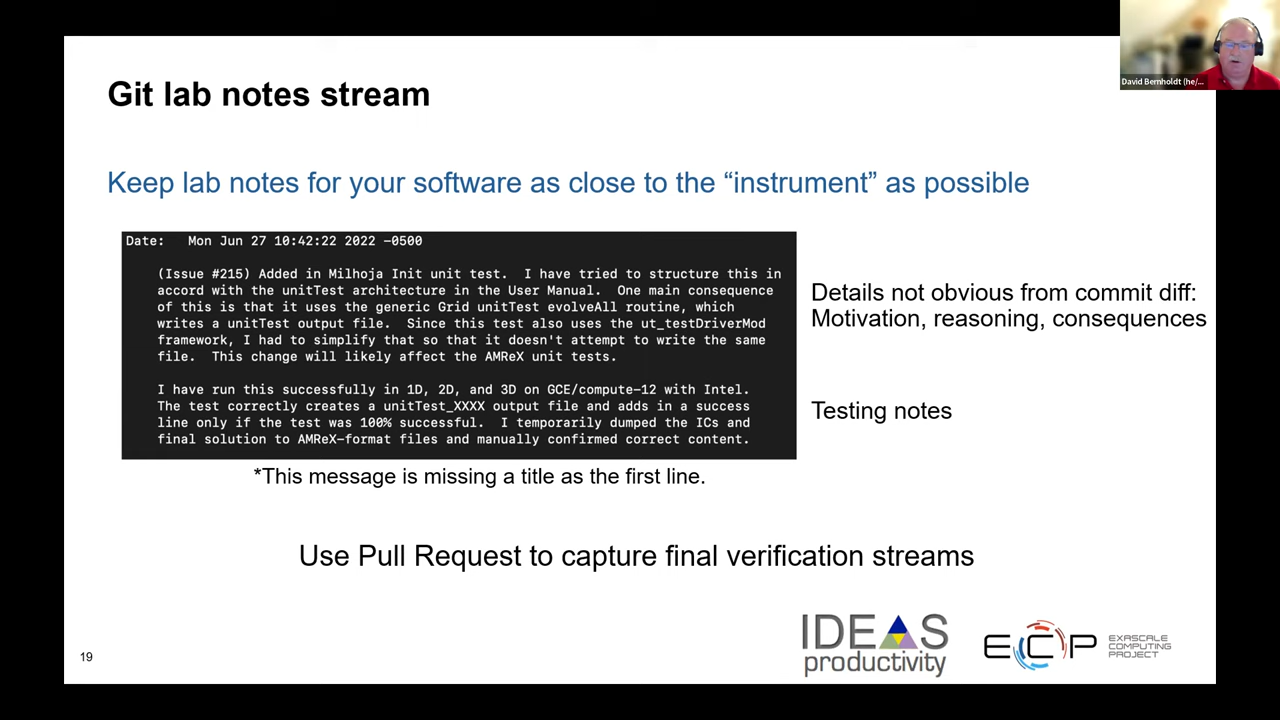 David Bernholdt (he/...
Git lab notes stream
Keep lab notes for your software as close to the “instrument” as possible
Date:   Mon Jun 27 10:42:22 2022 -0500
(Issue #215) Added in Milhoja Init unit test.  I have tried to structure this in
accord with the unitTest architecture in the User Manual.  One main consequence
of this is that it uses the generic Grid unitTest evolveAll routine, which
writes a unitTest output file.  Since this test also uses the ut_testDriverMod
framework, I had to simplify that so that it doesn't attempt to write the same
file.  This change will likely affect the AMReX unit tests.
I have run this successfully in 1D, 2D, and 3D on GCE/compute-12 with Intel.
The test correctly creates a unitTest_XXXX output file and adds in a success
line only if the test was 100% successful.  I temporarily dumped the ICs and
final solution to AMReX-format files and manually confirmed correct content.
Details not obvious from commit diff:
Motivation, reasoning, consequences
Testing notes
*This message is missing a title as the first line.
Use Pull Request to capture final verification streams
19
IDEAS
productivity
ECP
EXASCALE
COMPUTING
PROJECT